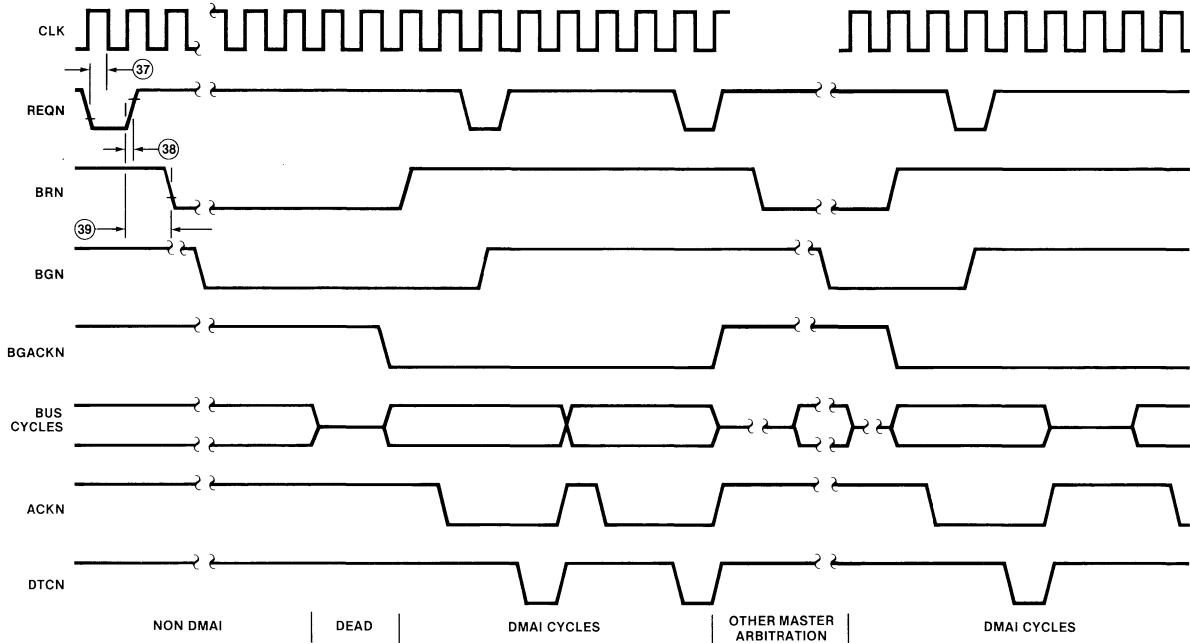 CLK
37
REQN
38
BRN
39
BGN
BGACKN
BUS
CYCLES
ACKN
DTCN
NON DMAI
DEAD
DMAI CYCLES
OTHER MASTER
ARBITRATION
DMAI CYCLES